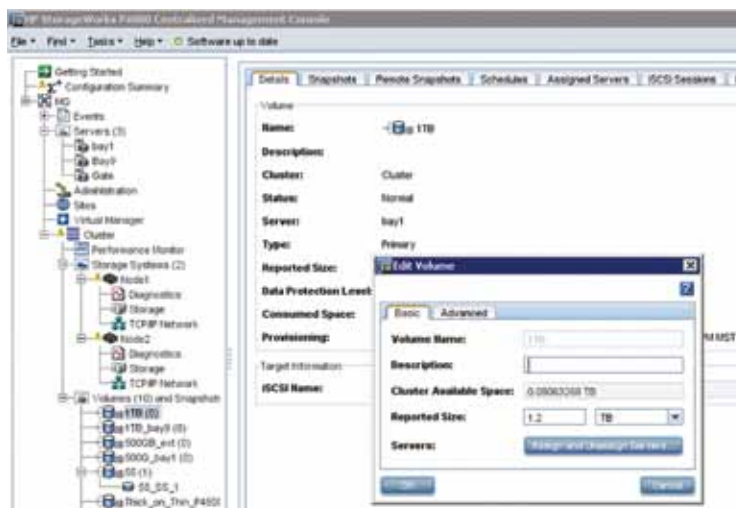 HP StorageWorks P4000 Centralized Management Console
File Find Tasks Help Software up to date
Getting Started
Configuration Summary
MG
Events
Servers (3)
bay1
Bay9
Gate
Administration
Sites
Virtual Manager
Cluster
Performance Monitor
Storage Systems (2)
Node1
Diagnostics
Storage
TCP/IP Network
Node2
Diagnostics
Storage
TCP/IP Network
Volumes (10) and Snapshot
1TB (0)
1TB_bay9 (0)
500GB_ext (0)
500G_bay1 (0)
SS (1)
SS_SS_1
Thick_on_Thin_P4500
Details Snapshots Remote Snapshots Schedules Assigned Servers iSCSI Sessions
Volume
Name: 1TB
Description:
Cluster: Cluster
Status: Normal
Server: bay1
Type: Primary
Reported Size:
Data Protection Level:
Consumed Space:
Provisioning:
Target Information
iSCSI Name:
Edit Volume
Basic Advanced
Volume Name: 1TB
Description:
Cluster Available Space: TB
Reported Size: 1.2 TB
Servers: Assign and Unassign Servers...
OK Cancel